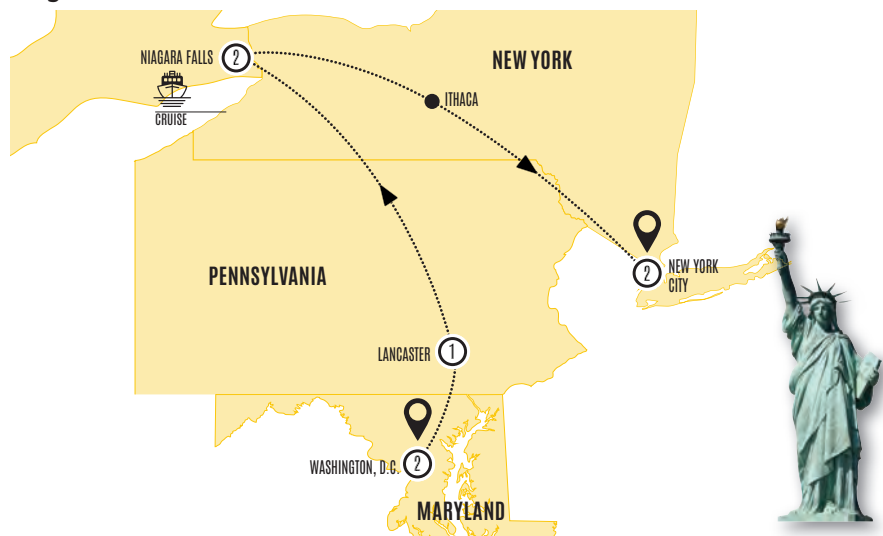 NIAGARA FALLS
2
NEW YORK
CRUISE
ITHACA
PENNSYLVANIA
2
NEW YORK
CITY
LANCASTER
1
WASHINGTON, D.C.
2
MARYLAND